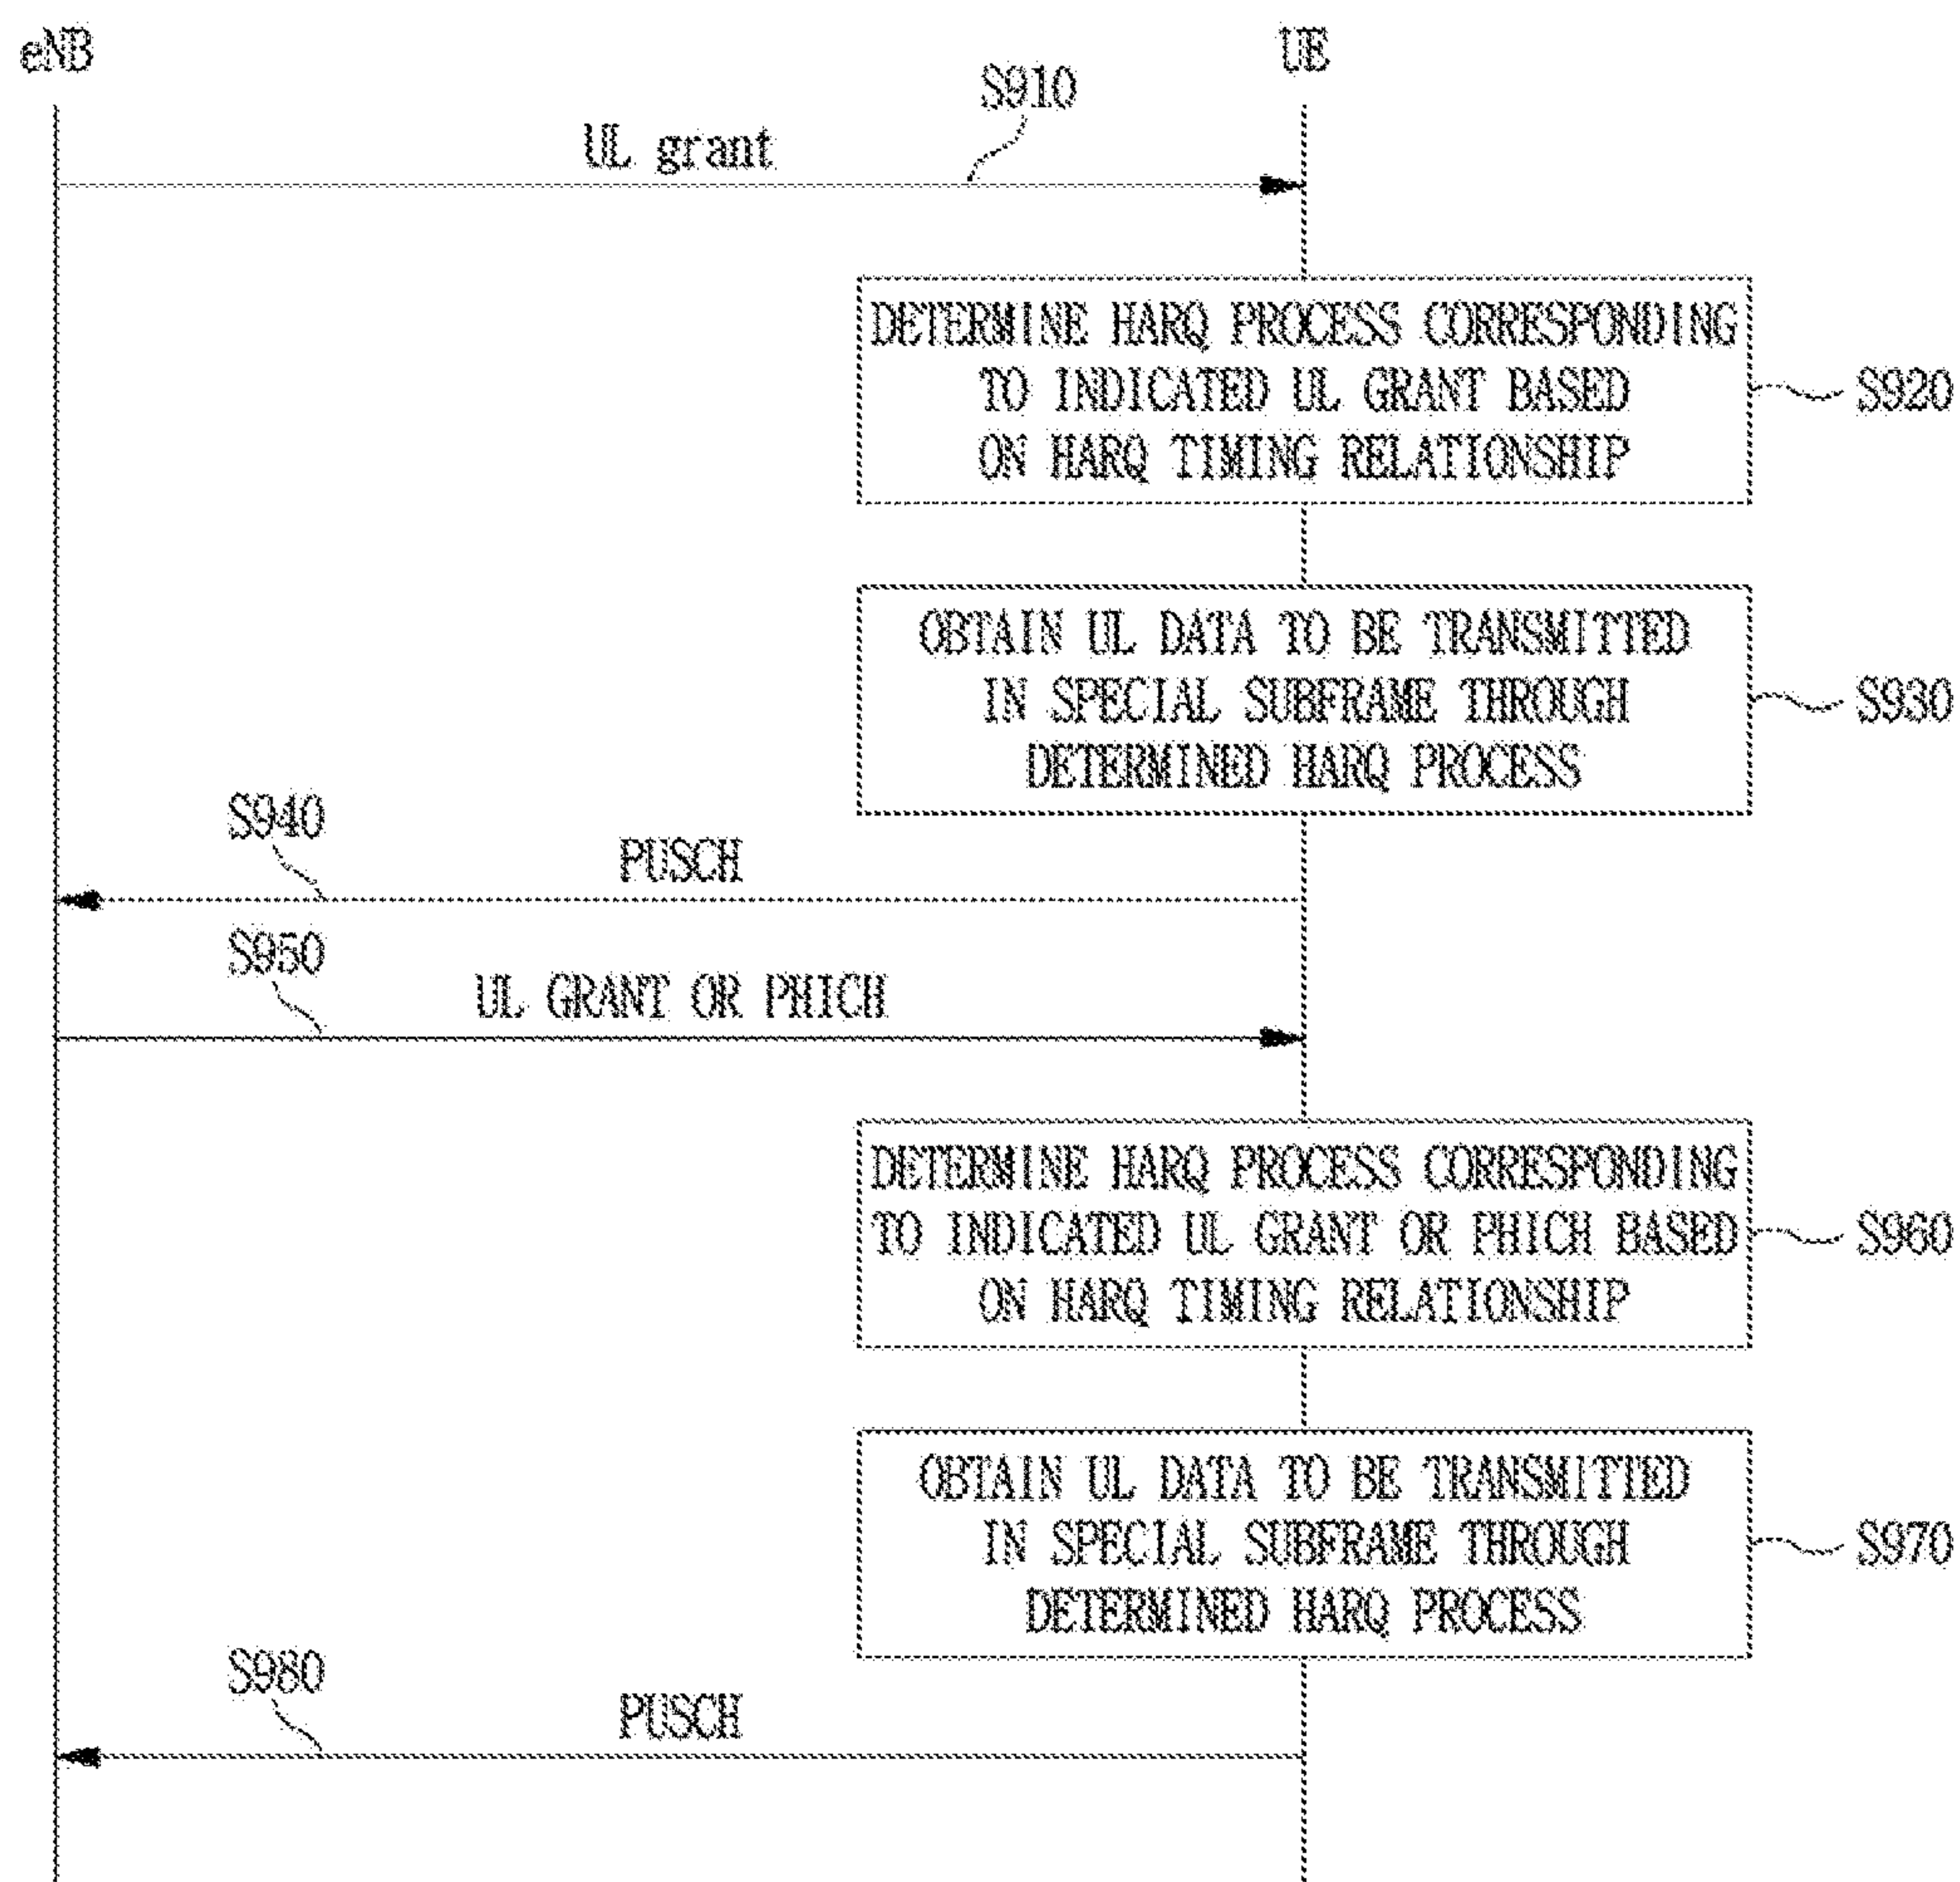 eNB
UE
S910
UL grant
DETERMINE HARQ PROCESS CORRESPONDING
TO INDICATED UL GRANT BASED
ON HARQ TIMING RELATIONSHIP
S920
OBTAIN UL DATA TO BE TRANSMITTED
IN SPECIAL SUBFRAME THROUGH
DETERMINED HARQ PROCESS
S930
S940
PUSCH
S950
UL GRANT OR PHICH
DETERMINE HARQ PROCESS CORRESPONDING
TO INDICATED UL GRANT OR PHICH BASED
ON HARQ TIMING RELATIONSHIP
S960
OBTAIN UL DATA TO BE TRANSMITTED
IN SPECIAL SUBFRAME THROUGH
DETERMINED HARQ PROCESS
S970
S980
PUSCH